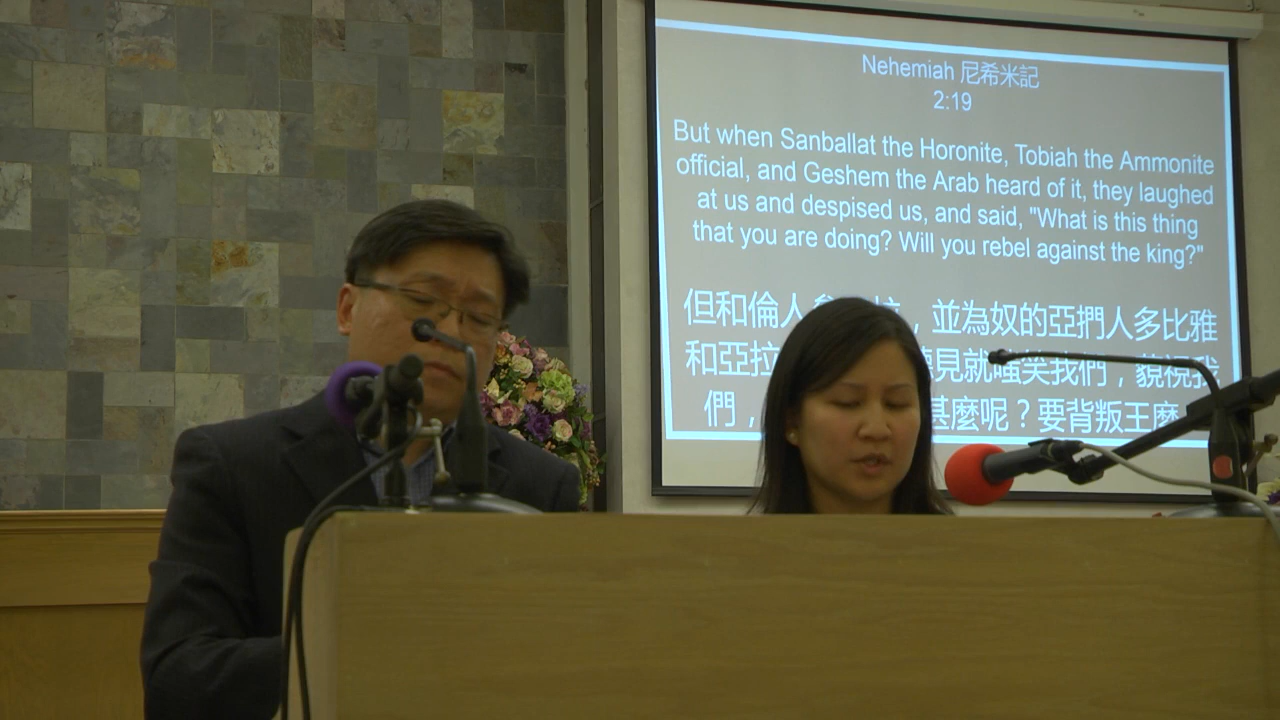 Nehemiah 尼希米記
2:19
But when Sanballat the Horonite, Tobiah the Ammonite
official, and Geshem the Arab heard of it, they laughed
at us and despised us, and said, "What is this thing
that you are doing? Will you rebel against the king?"
但和倫人 ，並為奴的亞捫人多比雅
和亞拉 聽見就嗤笑我們，藐視我
們， 甚麼呢？要背叛王麼